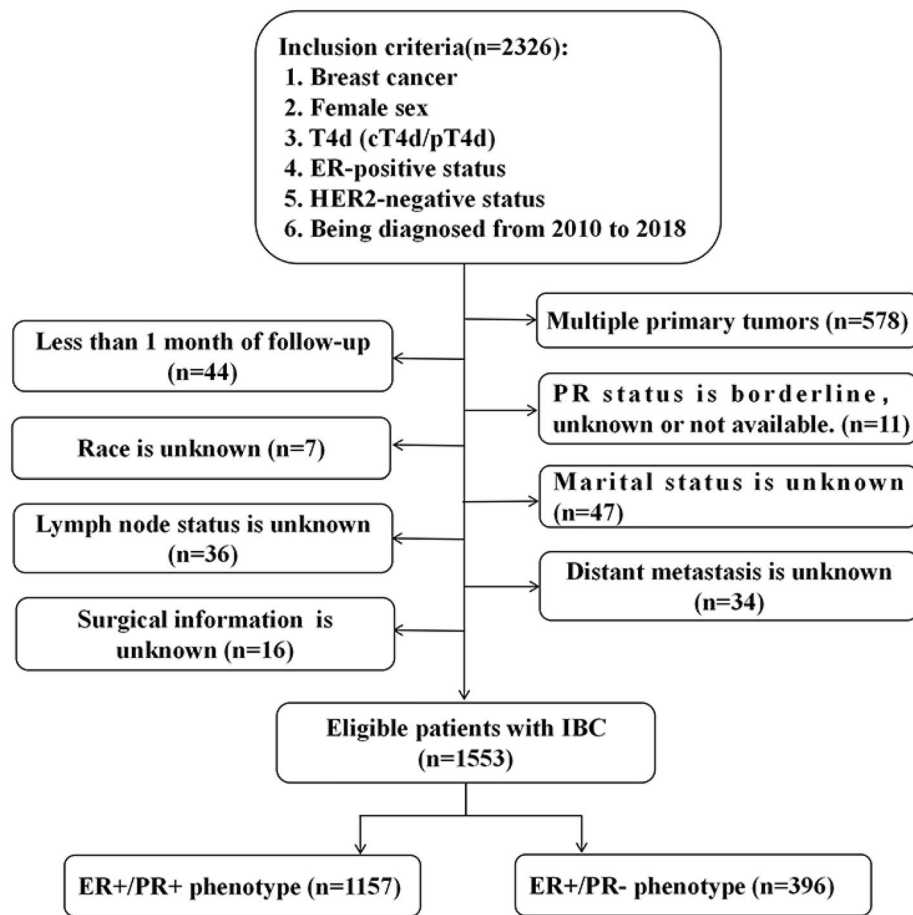 Inclusion criteria(n=2326):
1. Breast cancer
2. Female sex
3. T4d (cT4d/pT4d)
4. ER-positive status
5. HER2-negative status
6. Being diagnosed from 2010 to 2018
Multiple primary tumors (n=578)
Less than 1 month of follow-up
(n=44)
PR status is borderline,
unknown or not available. (n=11)
Race is unknown (n=7)
Marital status is unknown
(n=47)
Lymph node status is unknown
(n=36)
Distant metastasis is unknown
(n=34)
Surgical information is
unknown (n=16)
Eligible patients with IBC
(n=1553)
ER+/PR+ phenotype (n=1157)
ER+/PR- phenotype (n=396)